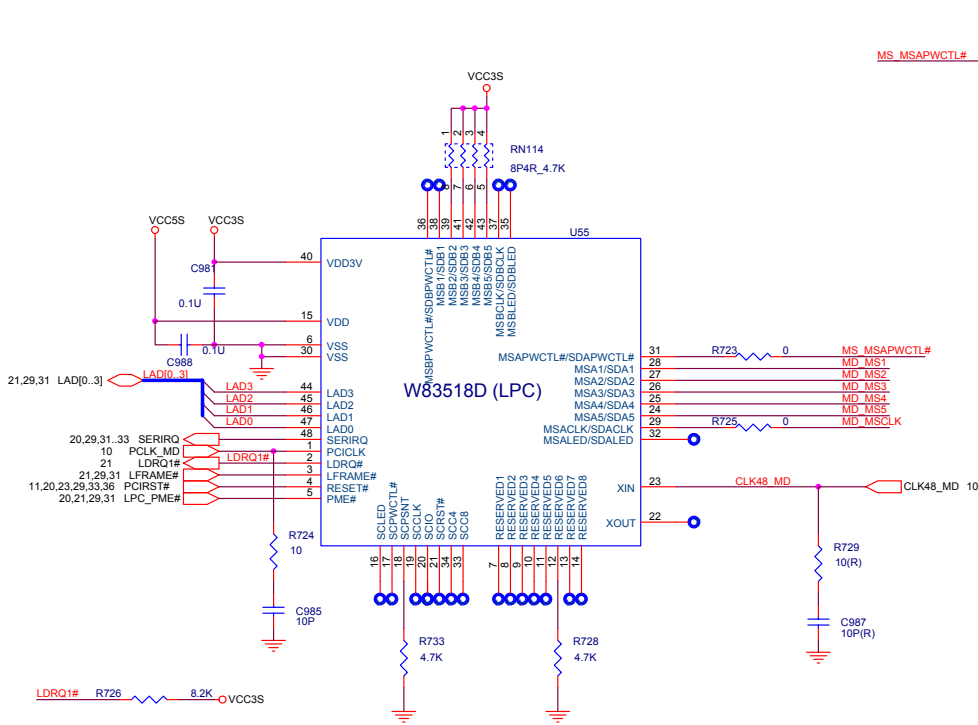 MS_MSAPWCTL#
VCC3S
1
2
3
4
RN114
8P4R_4.7K
8
7
6
5
36
38
39
41
42
43
37
35
U55
VCC5S
VCC3S
C981
0.1U
C988
0.1U
40
15
6
30
VDD3V
VDD
VSS
VSS
MSBPWCTL#/SDBPWCTL#
MSB1/SDB1
MSB2/SDB2
MSB3/SDB3
MSB4/SDB4
MSB5/SDB5
MSBCLK/SDBCLK
MSBLED/SDBLED
W83518D (LPC)
21,29,31 LAD[0..3]
LAD[0..3]
LAD3
LAD2
LAD1
LAD0
44
45
46
47
LAD3
LAD2
LAD1
LAD0
20,29,31..33 SERIRQ
48
SERIRQ
10 PCLK_MD
1
PCICLK
21 LDRQ1#
LDRQ1#
2
LDRQ#
21,29,31 LFRAME#
3
LFRAME#
11,20,23,29,33,36 PCIRST#
4
RESET#
20,21,29,31 LPC_PME#
5
PME#
MSAPWCTL#/SDAPWCTL#
31
R723
0
MS_MSAPWCTL#
MSA1/SDA1
28
MD_MS1
MSA2/SDA2
27
MD_MS2
MSA3/SDA3
26
MD_MS3
MSA4/SDA4
25
MD_MS4
MSA5/SDA5
24
MD_MS5
MSACLK/SDACLK
29
R725
0
MD_MSCLK
MSALED/SDALED
32
XIN
23
CLK48_MD
CLK48_MD 10
XOUT
22
SCLED
SCPWCTL#
SCPSNT
SCCLK
SCIO
SCRST#
SCC4
SCC8
RESERVED1
RESERVED2
RESERVED3
RESERVED4
RESERVED5
RESERVED6
RESERVED7
RESERVED8
16
17
18
19
20
21
34
33
7
8
9
10
11
12
13
14
R724
10
C985
10P
R729
10(R)
C987
10P(R)
R733
4.7K
R728
4.7K
LDRQ1# R726 8.2K VCC3S